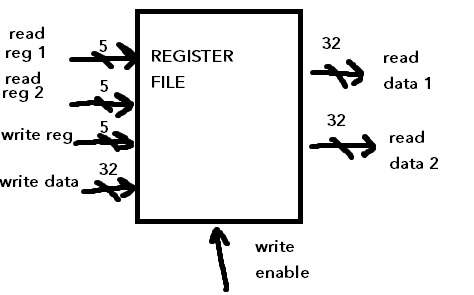 read
reg 1
5
read
reg 2
5
write reg
5
write data
32
REGISTER
FILE
32
read
data 1
32
read
data 2
write
enable